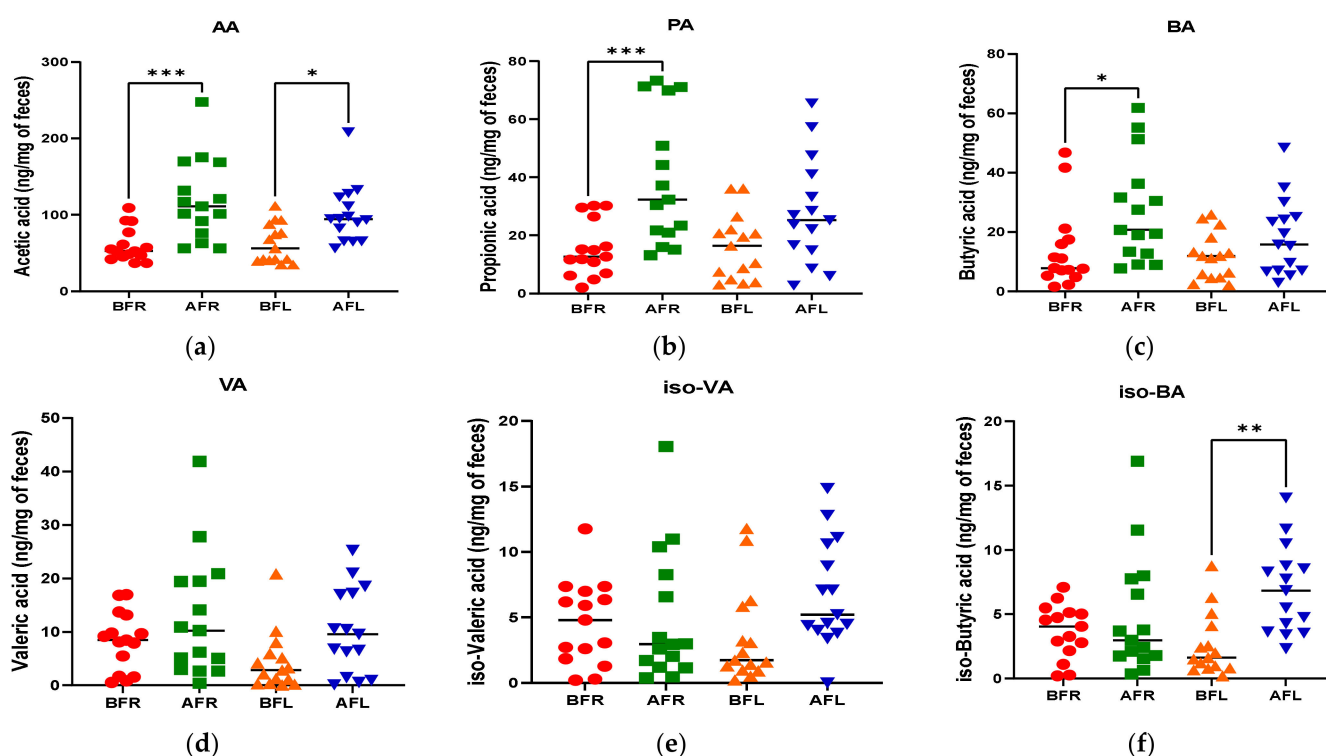 AA
Acetic acid (ng/mg of feces)
300
200
100
0
***
*
BFR AFR BFL AFL
(a)
PA
Propionic acid (ng/mg of feces)
80
60
40
20
0
***
BFR AFR BFL AFL
(b)
BA
Butyric acid (ng/mg of feces)
80
60
40
20
0
*
BFR AFR BFL AFL
(c)
VA
Valeric acid (ng/mg of feces)
50
40
30
20
10
0
BFR AFR BFL AFL
(d)
iso-VA
iso-Valeric acid (ng/mg of feces)
20
15
10
5
0
BFR AFR BFL AFL
(e)
iso-BA
iso-Butyric acid (ng/mg of feces)
20
15
10
5
0
**
BFR AFR BFL AFL
(f)